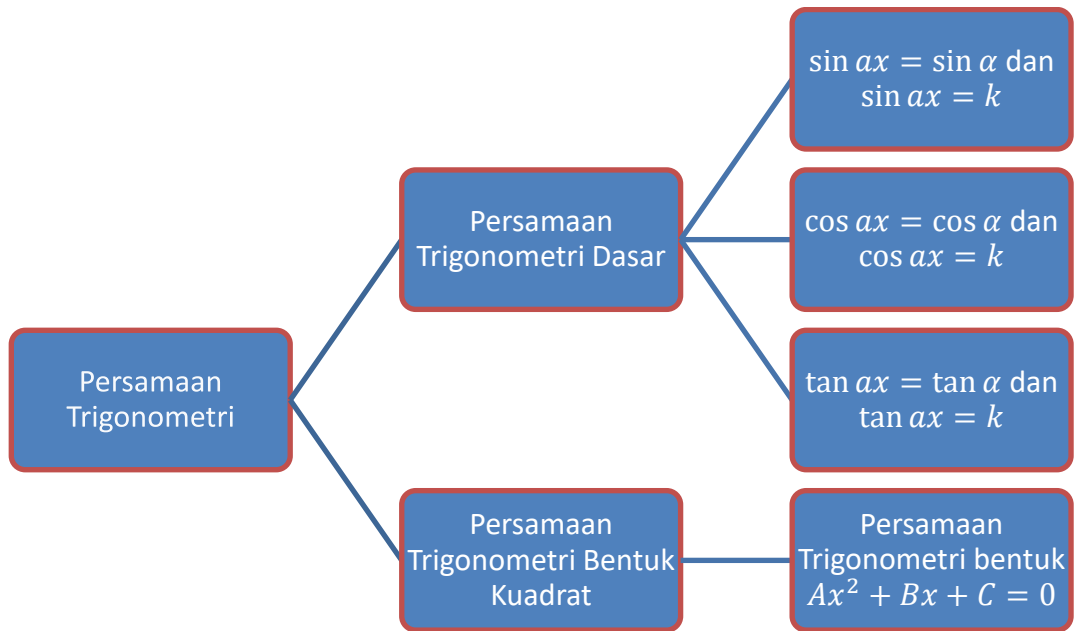 Persamaan
Trigonometri
Persamaan
Trigonometri Dasar
sin ax = sin α dan
sin ax = k
cos ax = cos α dan
cos ax = k
tan ax = tan α dan
tan ax = k
Persamaan
Trigonometri Bentuk
Kuadrat
Persamaan
Trigonometri bentuk
Ax² + Bx + C = 0